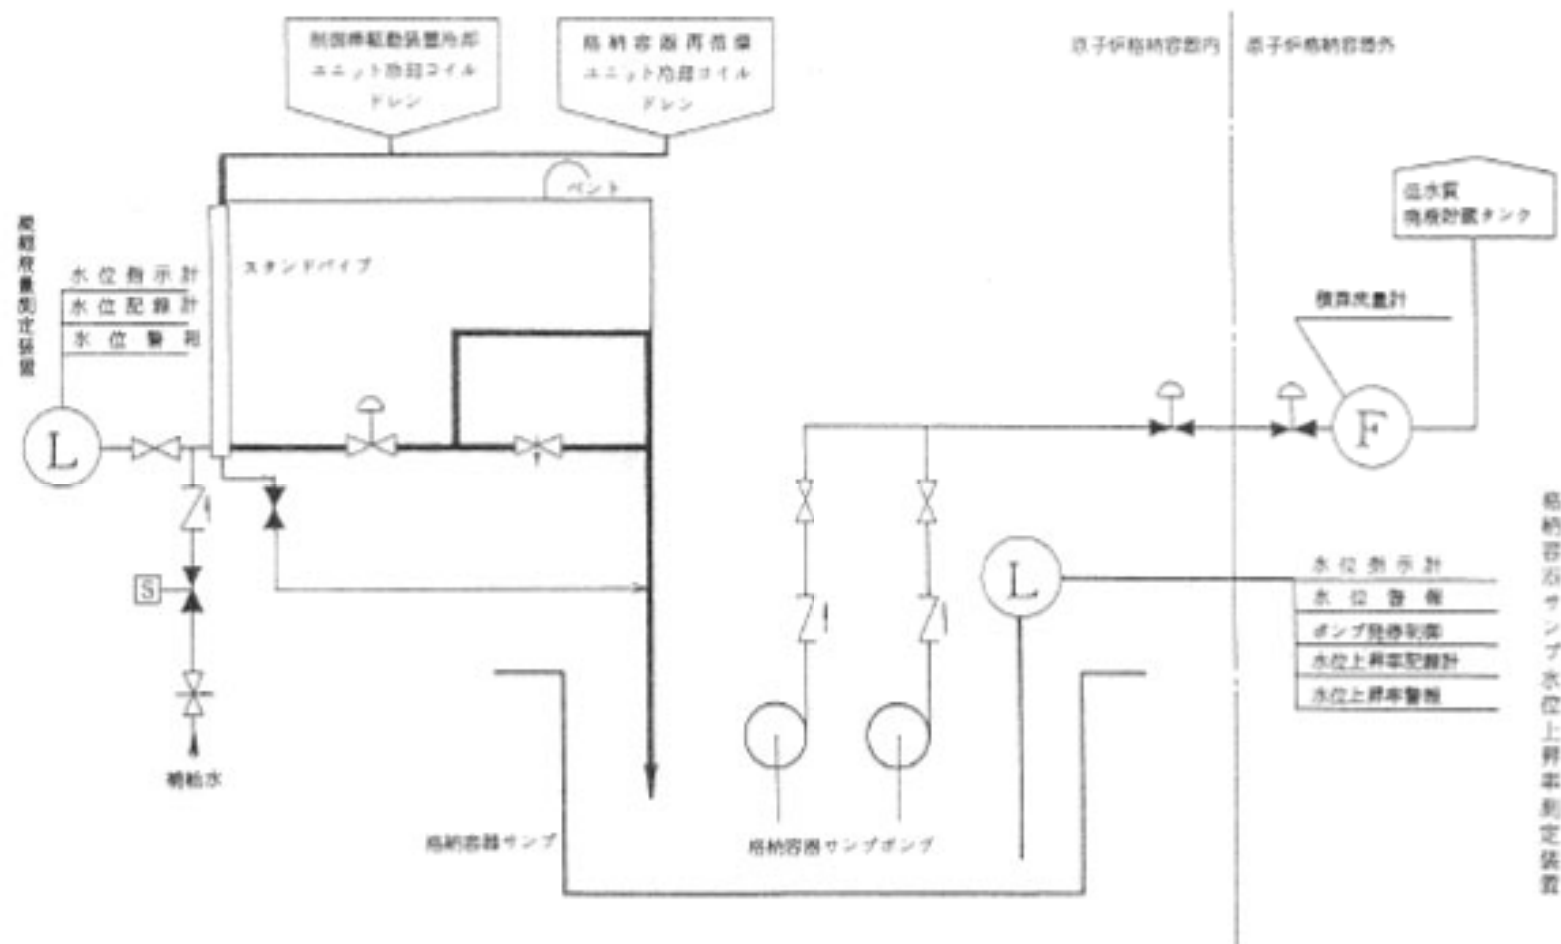 制御棒駆動装置冷却
ユニット冷却コイル
ドレン
格納容器再循環
ユニット冷却コイル
ドレン
原子炉格納容器内
原子炉格納容器外
ベント
低水質
廃液貯蔵タンク
凝縮液量測定装置
スタンドパイプ
水位指示計
水位記録計
水位警報
積算流量計
L
F
S
L
水位指示計
水位警報
ポンプ発停制御
水位上昇率記録計
水位上昇率警報
格納容器サンプ水位上昇率測定装置
補給水
格納容器サンプ
格納容器サンプポンプ